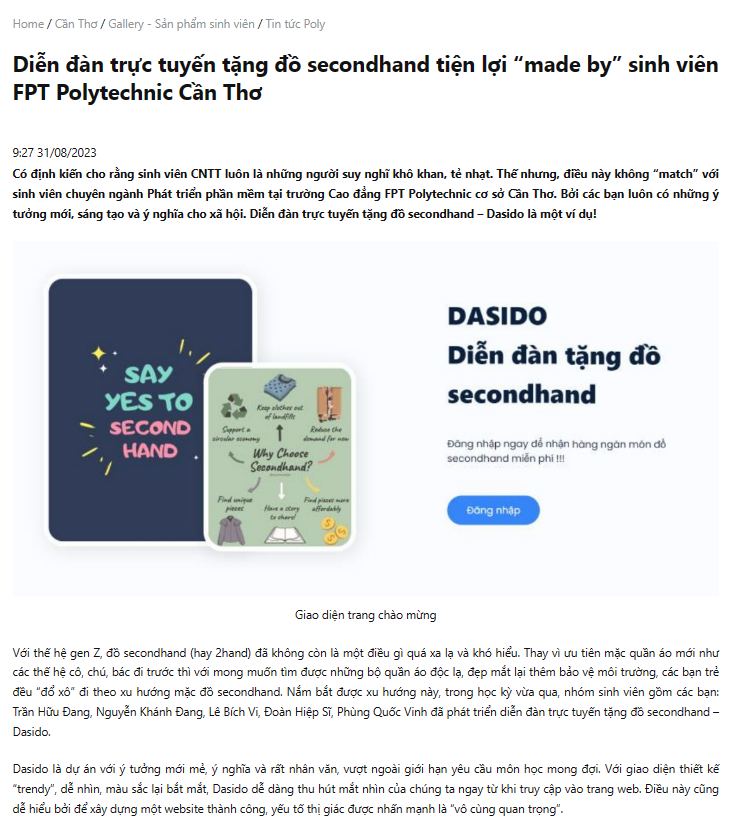 Home / Cần Thơ / Gallery - Sản phẩm sinh viên / Tin tức Poly
Diễn đàn trực tuyến tặng đồ secondhand tiện lợi “made by” sinh viên
FPT Polytechnic Cần Thơ
9:27 31/08/2023
Có định kiến cho rằng sinh viên CNTT luôn là những người suy nghĩ khô khan, tẻ nhạt. Thế nhưng, điều này không “match” với
sinh viên chuyên ngành Phát triển phần mềm tại trường Cao đẳng FPT Polytechnic cơ sở Cần Thơ. Bởi các bạn luôn có những ý
tưởng mới, sáng tạo và ý nghĩa cho xã hội. Diễn đàn trực tuyến tặng đồ secondhand – Dasido là một ví dụ!
SAY
YES TO
SECOND
HAND
Keep clothes out
of landfills
Support a
circular economy
Reduce the
demand for new
Why Choose
Secondhand?
Find unique
pieces
Have a story
to share!
Find pieces more
affordably
DASIDO
Diễn đàn tặng đồ
secondhand
Đăng nhập ngay để nhận hàng ngàn món đồ
secondhand miễn phí !!!
Đăng nhập
Giao diện trang chào mừng
Với thế hệ gen Z, đồ secondhand (hay 2hand) đã không còn là một điều gì quá xa lạ và khó hiểu. Thay vì ưu tiên mặc quần áo mới như
các thế hệ cô, chú, bác đi trước thì với mong muốn tìm được những bộ quần áo độc lạ, đẹp mắt lại thêm bảo vệ môi trường, các bạn trẻ
đều “đổ xô” đi theo xu hướng mặc đồ secondhand. Nắm bắt được xu hướng này, trong học kỳ vừa qua, nhóm sinh viên gồm các bạn:
Trần Hữu Đang, Nguyễn Khánh Đang, Lê Bích Vi, Đoàn Hiệp Sĩ, Phùng Quốc Vinh đã phát triển diễn đàn trực tuyến tặng đồ secondhand –
Dasido.
Dasido là dự án với ý tưởng mới mẻ, ý nghĩa và rất nhân văn, vượt ngoài giới hạn yêu cầu môn học mong đợi. Với giao diện thiết kế
“trendy”, dễ nhìn, màu sắc lại bắt mắt, Dasido dễ dàng thu hút mắt nhìn của chúng ta ngay từ khi truy cập vào trang web. Điều này cũng
dễ hiểu bởi để xây dựng một website thành công, yếu tố thị giác được nhấn mạnh là “vô cùng quan trọng”.